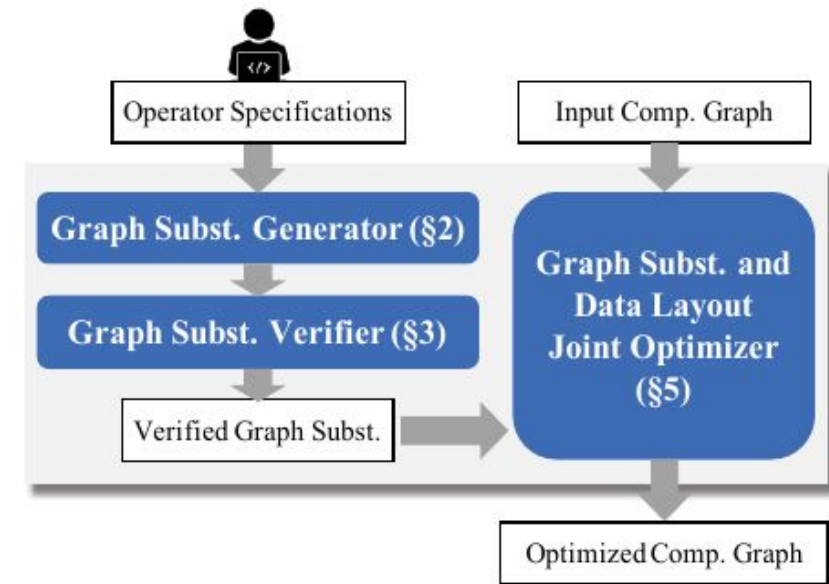 </>
Operator Specifications
Input Comp. Graph
Graph Subst. Generator (§2)
Graph Subst. Verifier (§3)
Verified Graph Subst.
Graph Subst. and
Data Layout
Joint Optimizer
(§5)
Optimized Comp. Graph